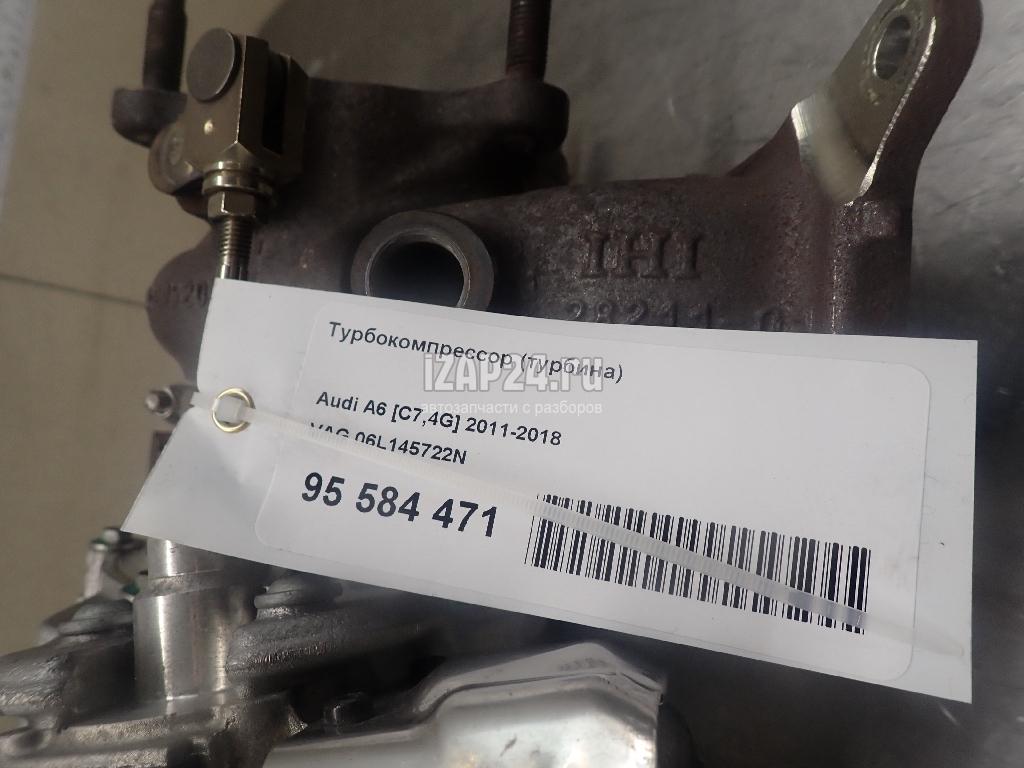 IHI
Турбокомпрессор (турбина)
iZAP24.ru
автозапчасти с разборов
Audi A6 [C7,4G] 2011-2018
VAG 06L145722N
95 584 471